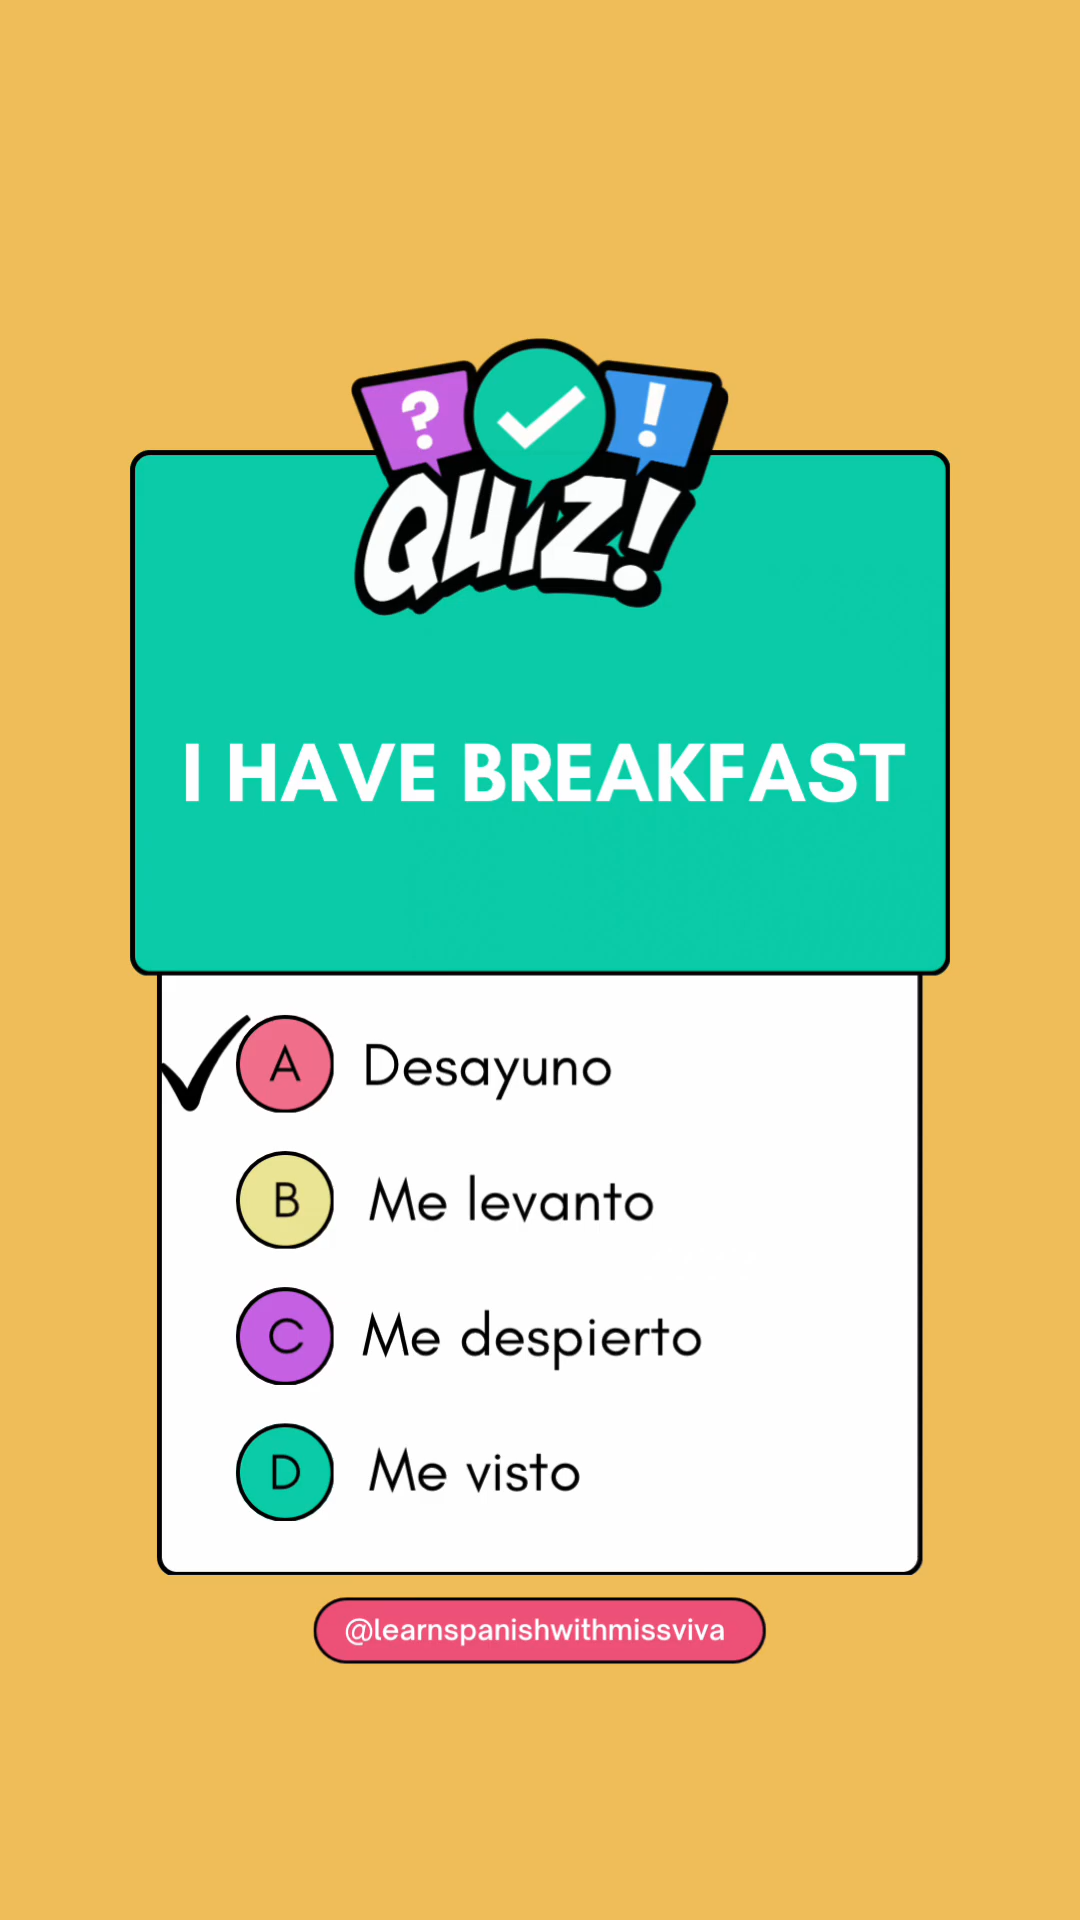 ?
!
QUIZ!
I HAVE BREAKFAST
A Desayuno
B Me levanto
C Me despierto
D Me visto
@learnspanishwithmissviva